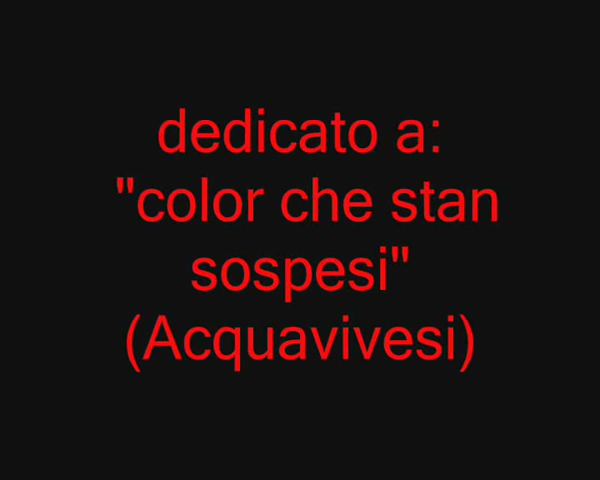 dedicato a:
"color che stan
sospesi"
(Acquavivesi)